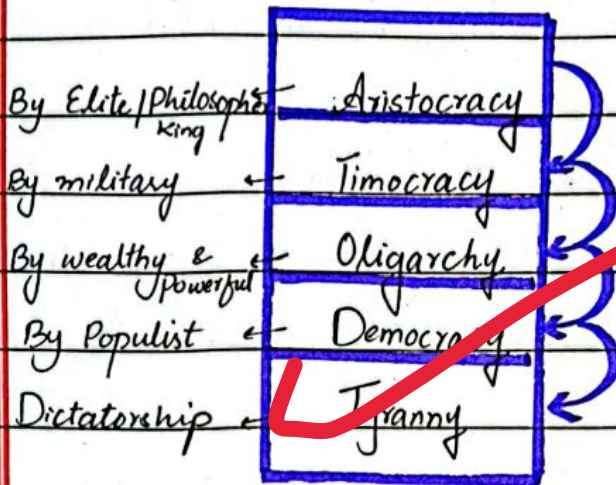 By Elite/Philosopher ← Aristocracy
King
By military ← Timocracy
By wealthy & ← Oligarchy
Powerful
By Populist ← Democracy
Dictatorship ← Tyranny